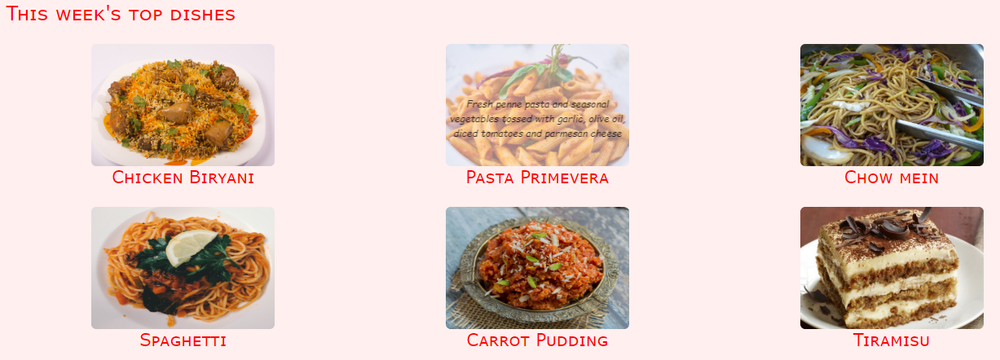 This week's top dishes
Fresh penne pasta and seasonal
vegetables tossed with garlic, olive oil,
diced tomatoes and parmesan cheese
Chicken Biryani
Pasta Primevera
Chow mein
Spaghetti
Carrot Pudding
Tiramisu